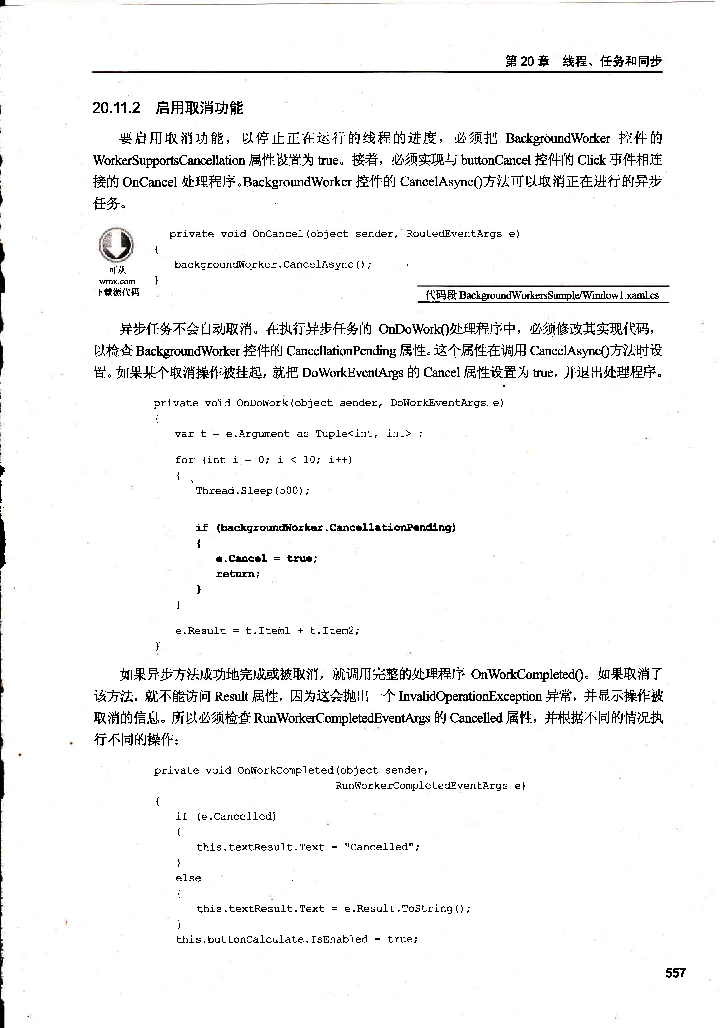 第 20 章　线程、任务和同步
20.11.2　启用取消功能
要启用取消功能，以停止正在运行的线程的进度，必须把 BackgroundWorker 控件的
WorkerSupportsCancellation 属性设置为 true。接着，必须实现与 buttonCancel 控件的 Click 事件相连
接的 OnCancel 处理程序。BackgroundWorker 控件的 CancelAsync()方法可以取消正在进行的异步
任务。
private void OnCancel(object sender, RoutedEventArgs e)
{
backgroundWorker.CancelAsync();
}
可从
wrox.com
下载源代码
代码段 BackgroundWorkersSample/Window1.xaml.cs
异步任务不会自动取消。在执行异步任务的 OnDoWork()处理程序中，必须修改其实现代码，
以检查 BackgroundWorker 控件的 CancellationPending 属性。这个属性在调用 CancelAsync()方法时设
置。如果某个取消操作被挂起，就把 DoWorkEventArgs 的 Cancel 属性设置为 true，并退出处理程序。
private void OnDoWork(object sender, DoWorkEventArgs e)
{
var t = e.Argument as Tuple<int, int> ;
for (int i = 0; i < 10; i++)
{
Thread.Sleep(500);
if (backgroundWorker.CancellationPending)
{
e.Cancel = true;
return;
}
}
e.Result = t.Item1 + t.Item2;
}
如果异步方法成功地完成或被取消，就调用完整的处理程序 OnWorkCompleted()。如果取消了
该方法，就不能访问 Result 属性，因为这会抛出一个 InvalidOperationException 异常，并显示操作被
取消的信息。所以必须检查 RunWorkerCompletedEventArgs 的 Cancelled 属性，并根据不同的情况执
行不同的操作：
private void OnWorkCompleted(object sender,
RunWorkerCompletedEventArgs e)
{
if (e.Cancelled)
{
this.textResult.Text = "Cancelled";
}
else
{
this.textResult.Text = e.Result.ToString();
}
this.buttonCalculate.IsEnabled = true;
557